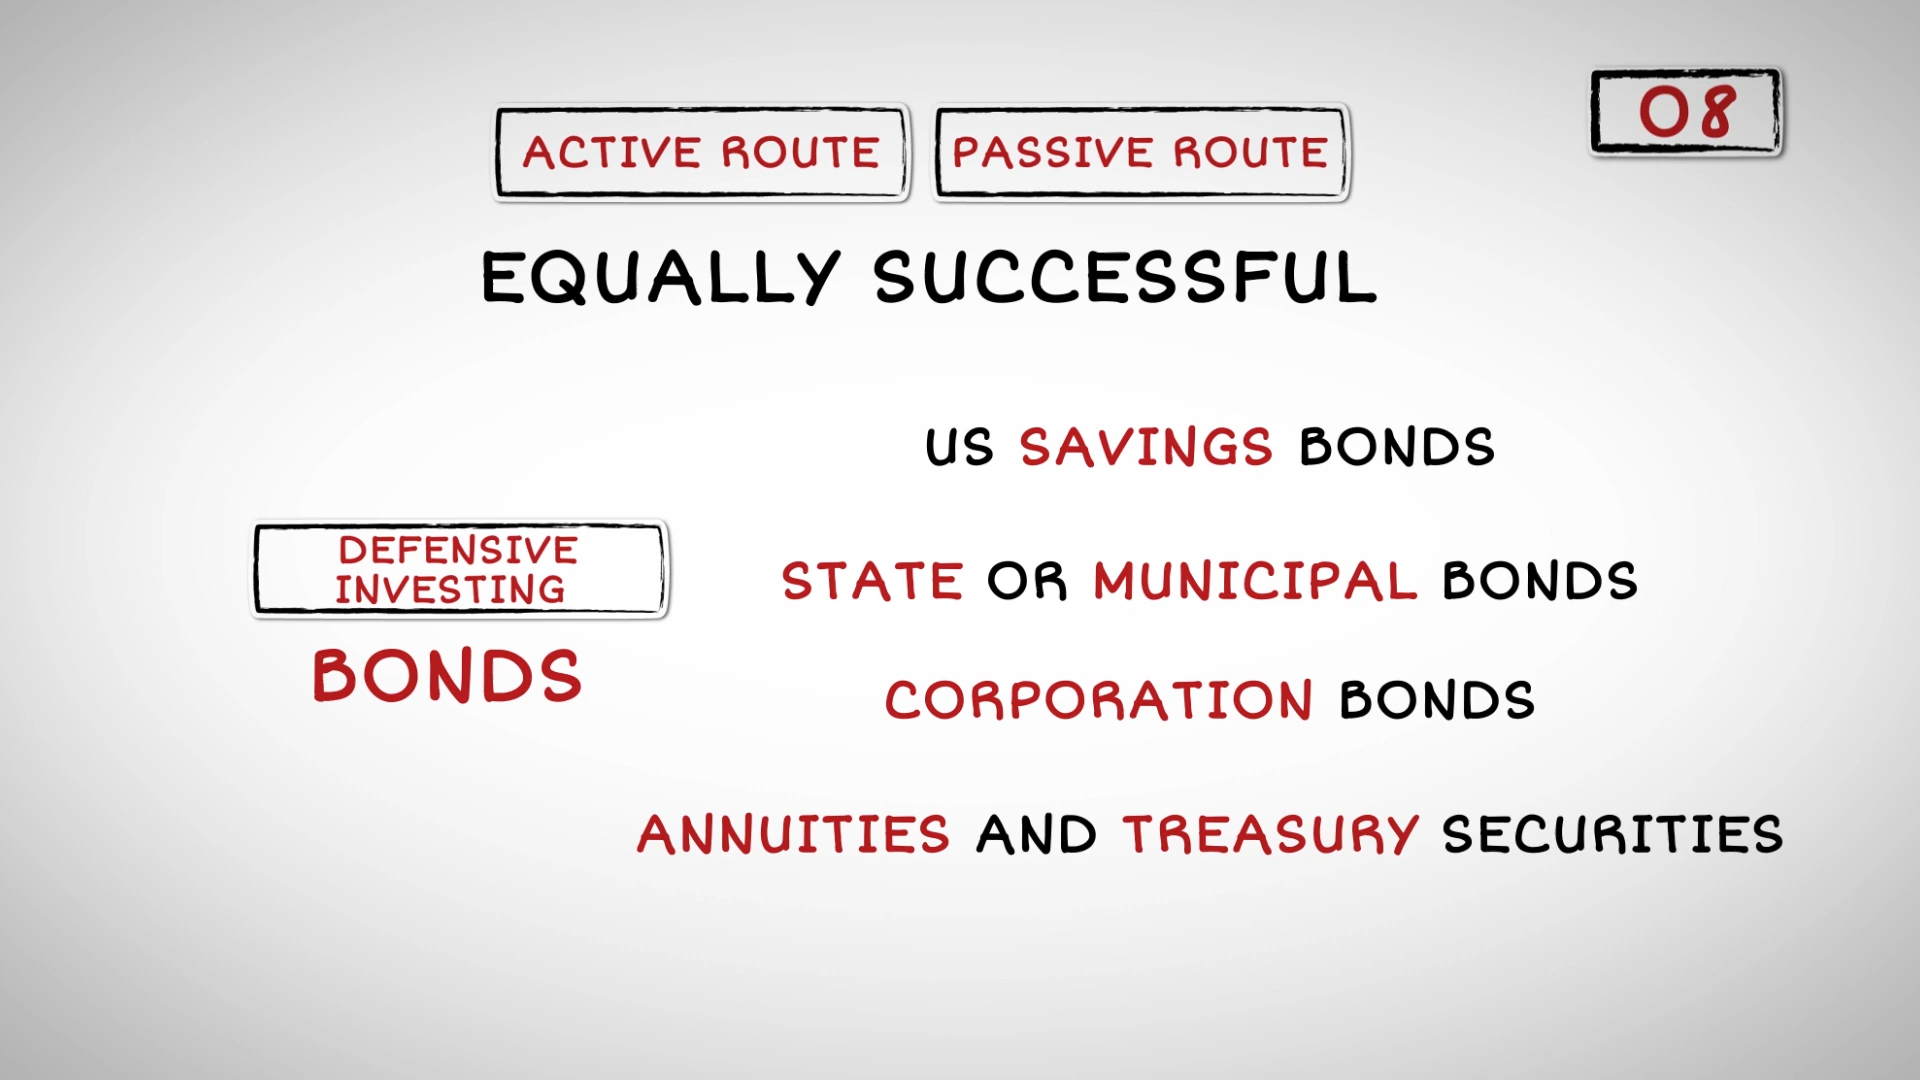 08
ACTIVE ROUTE
PASSIVE ROUTE
EQUALLY SUCCESSFUL
DEFENSIVE
INVESTING
BONDS
US SAVINGS BONDS
STATE OR MUNICIPAL BONDS
CORPORATION BONDS
ANNUITIES AND TREASURY SECURITIES